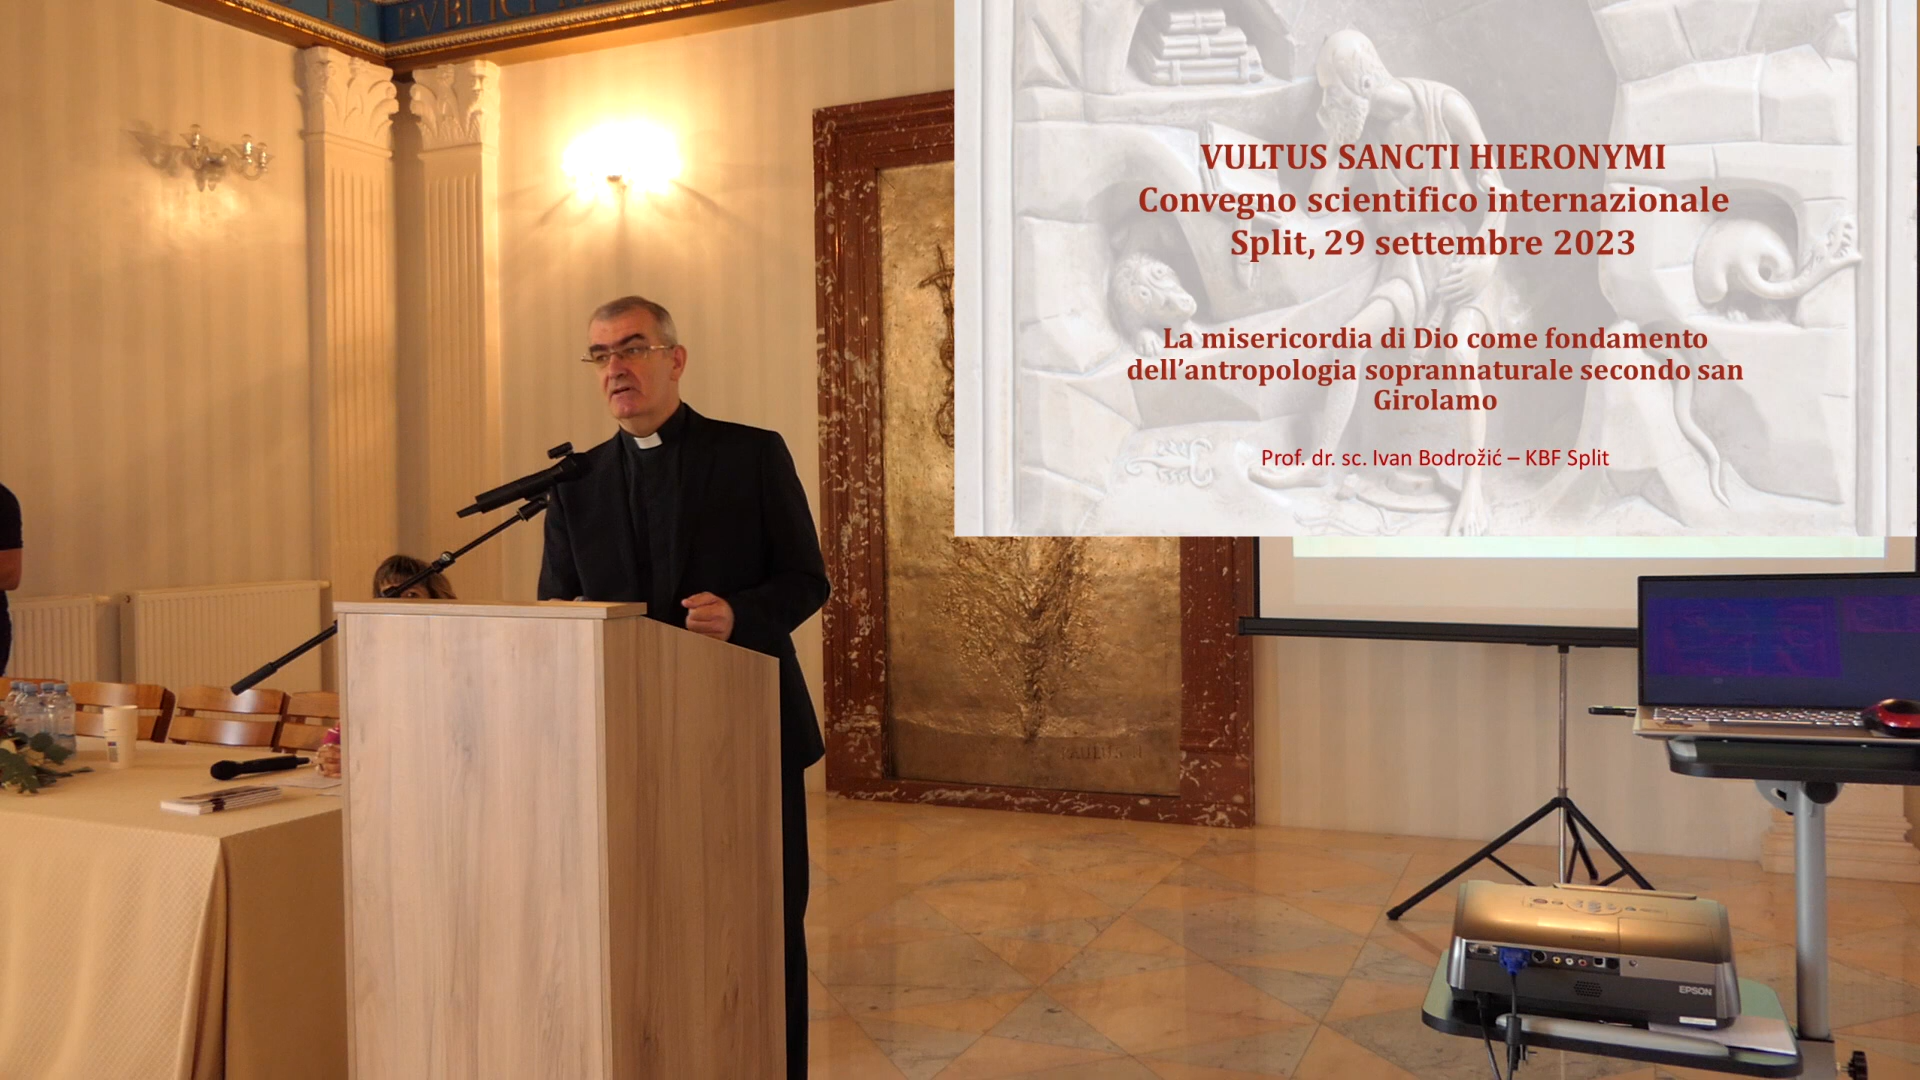 PVBLICI
VULTUS SANCTI HIERONYMI
Convegno scientifico internazionale
Split, 29 settembre 2023
La misericordia di Dio come fondamento
dell’antropologia soprannaturale secondo san
Girolamo
Prof. dr. sc. Ivan Bodrožić – KBF Split
EPSON